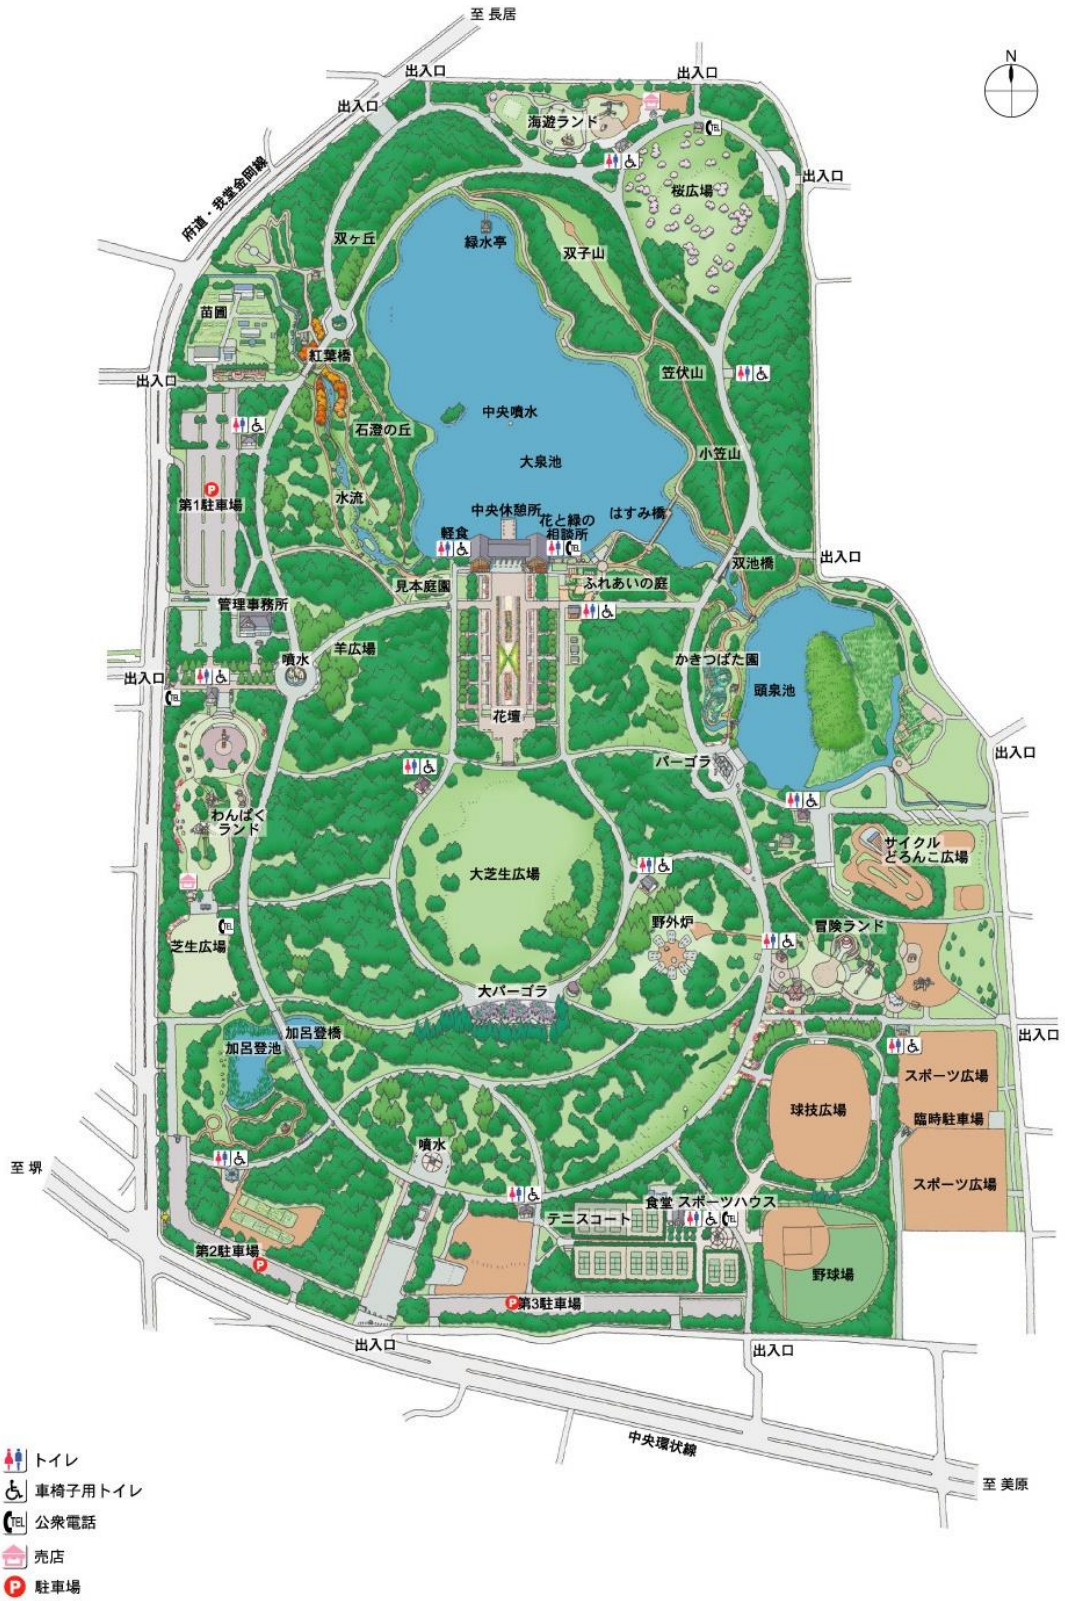 至 長居
N
出入口
出入口
出入口
海遊ランド
TEL
府道・我堂金岡線
出入口
桜広場
双ヶ丘
緑水亭
双子山
苗圃
紅葉橋
出入口
笠伏山
中央噴水
石澄の丘
小笠山
大泉池
P
第1駐車場
水流
中央休憩所
花と緑の
相談所
はすみ橋
軽食
TEL
出入口
双池橋
見本庭園
ふれあいの庭
管理事務所
羊広場
噴水
かきつばた園
出入口
頭泉池
TEL
花壇
出入口
パーゴラ
わんぱく
ランド
サイクル
どろんこ広場
大芝生広場
野外炉
冒険ランド
TEL
芝生広場
大パーゴラ
加呂登橋
加呂登池
出入口
スポーツ広場
球技広場
臨時駐車場
噴水
至 堺
スポーツ広場
食堂
スポーツハウス
テニスコート
TEL
第2駐車場
P
野球場
P
第3駐車場
出入口
出入口
中央環状線
至 美原
トイレ
車椅子用トイレ
TEL
公衆電話
売店
P
駐車場